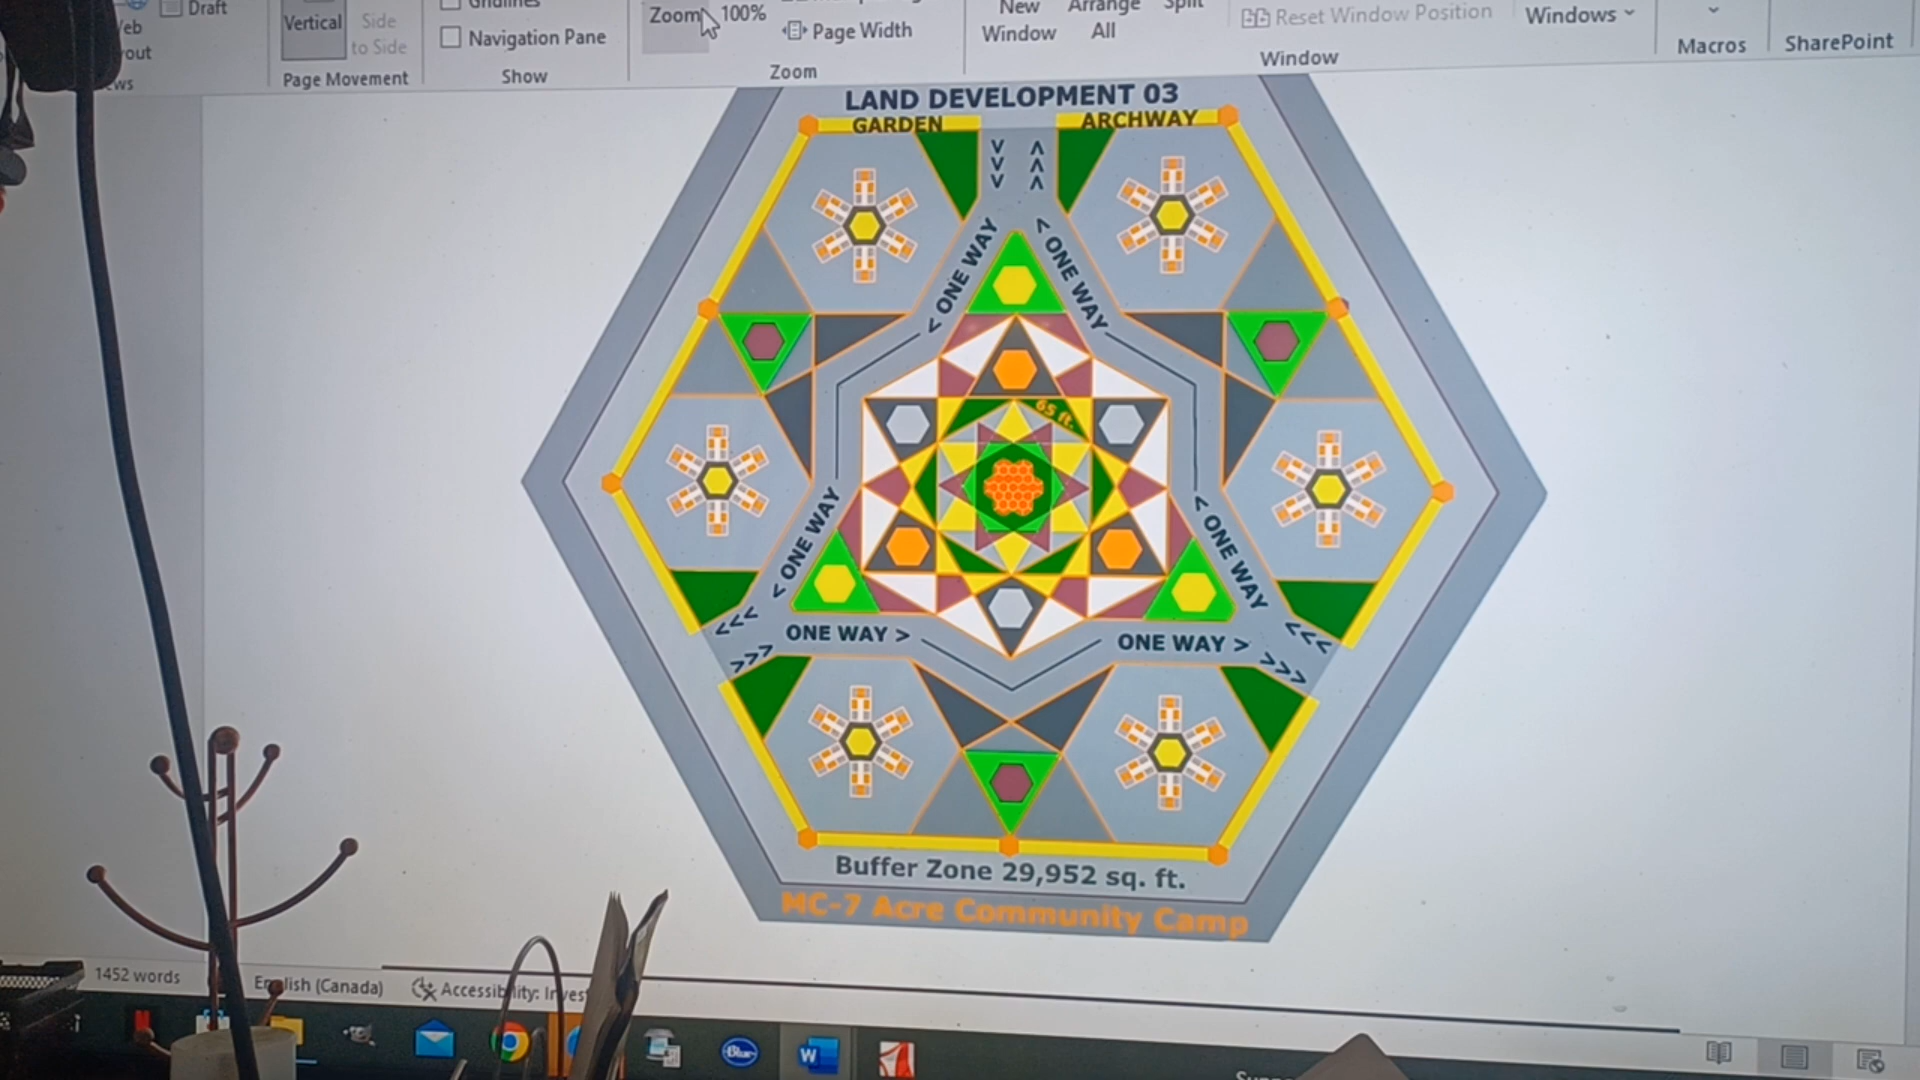 Draft
Vertical
Side
to Side
Page Movement
Navigation Pane
Show
Zoom
100%
Page Width
Zoom
New
Window
Arrange
All
Split
Reset Window Position
Window
Windows
Macros
SharePoint
LAND DEVELOPMENT 03
GARDEN
ARCHWAY
< ONE WAY
< ONE WAY
65 ft.
< ONE WAY
< ONE WAY
ONE WAY >
ONE WAY >
Buffer Zone 29,952 sq. ft.
MC-7 Acre Community Camp
1452 words
English (Canada)
Accessibility:
Blue
W